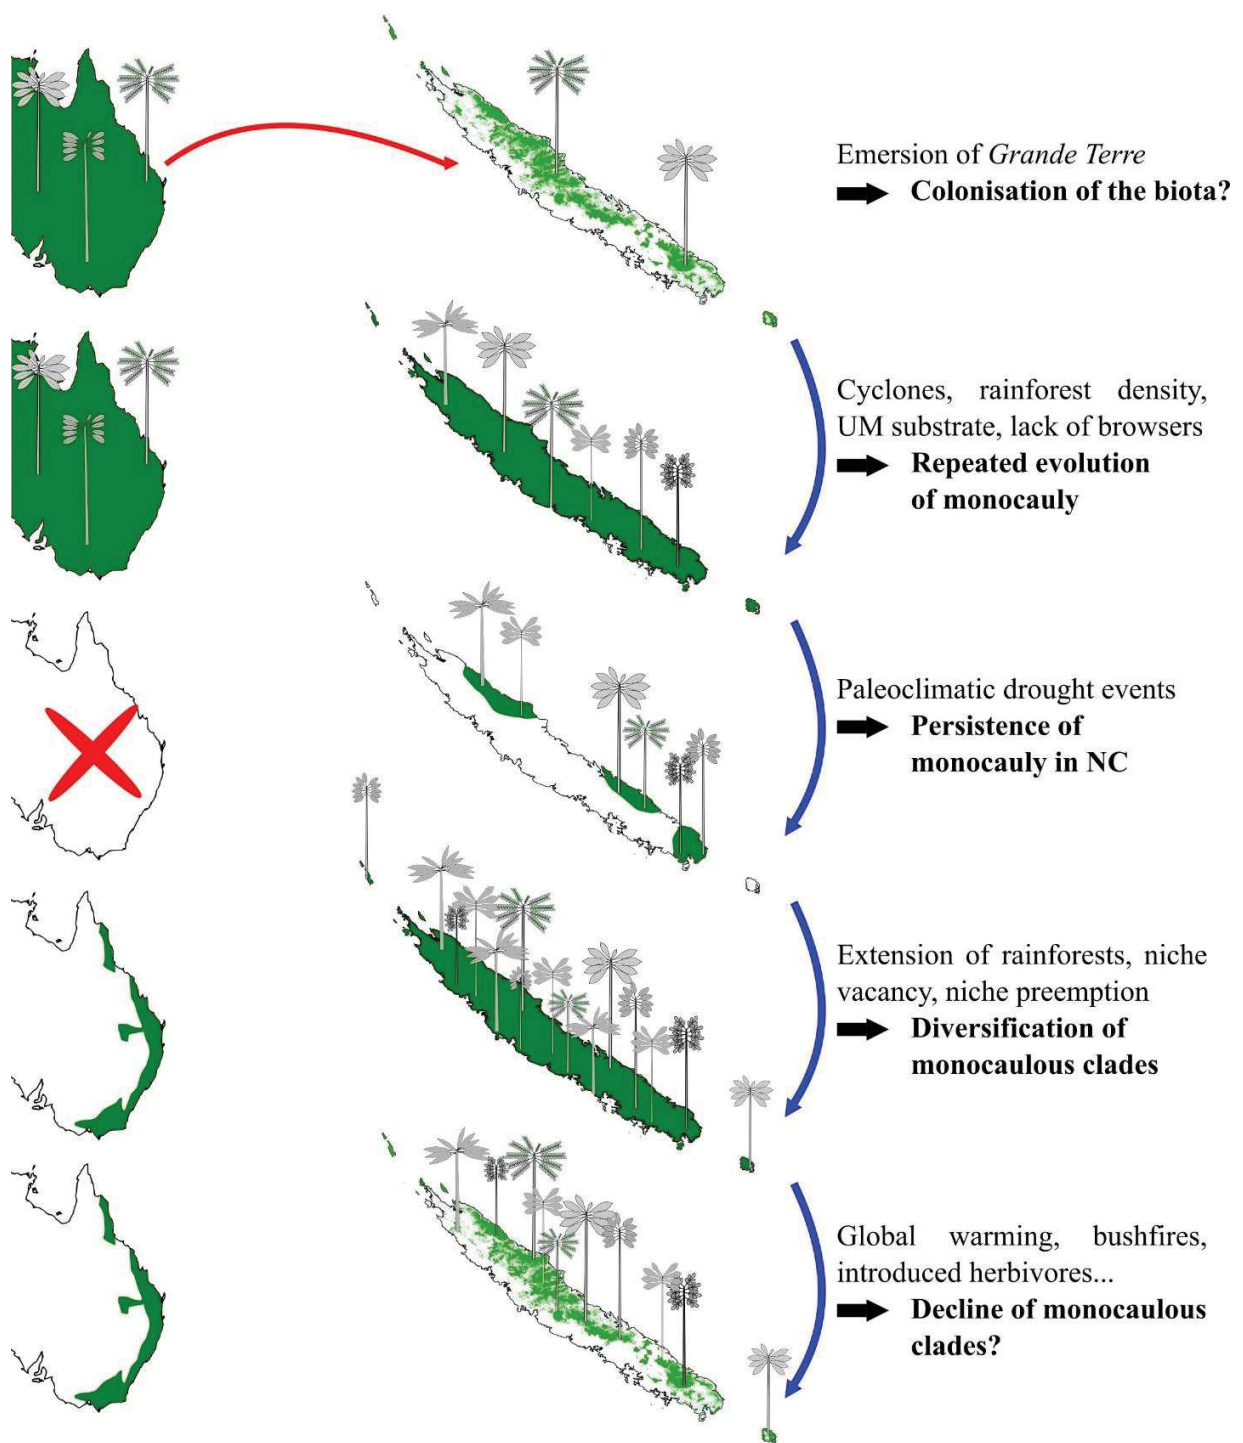 Emersion of Grande Terre
Colonisation of the biota?
Cyclones, rainforest density,
UM substrate, lack of browsers
Repeated evolution
of monocauly
Paleoclimatic drought events
Persistence of
monocauly in NC
Extension of rainforests, niche
vacancy, niche preemption
Diversification of
monocaulous clades
Global warming, bushfires,
introduced herbivores...
Decline of monocaulous
clades?